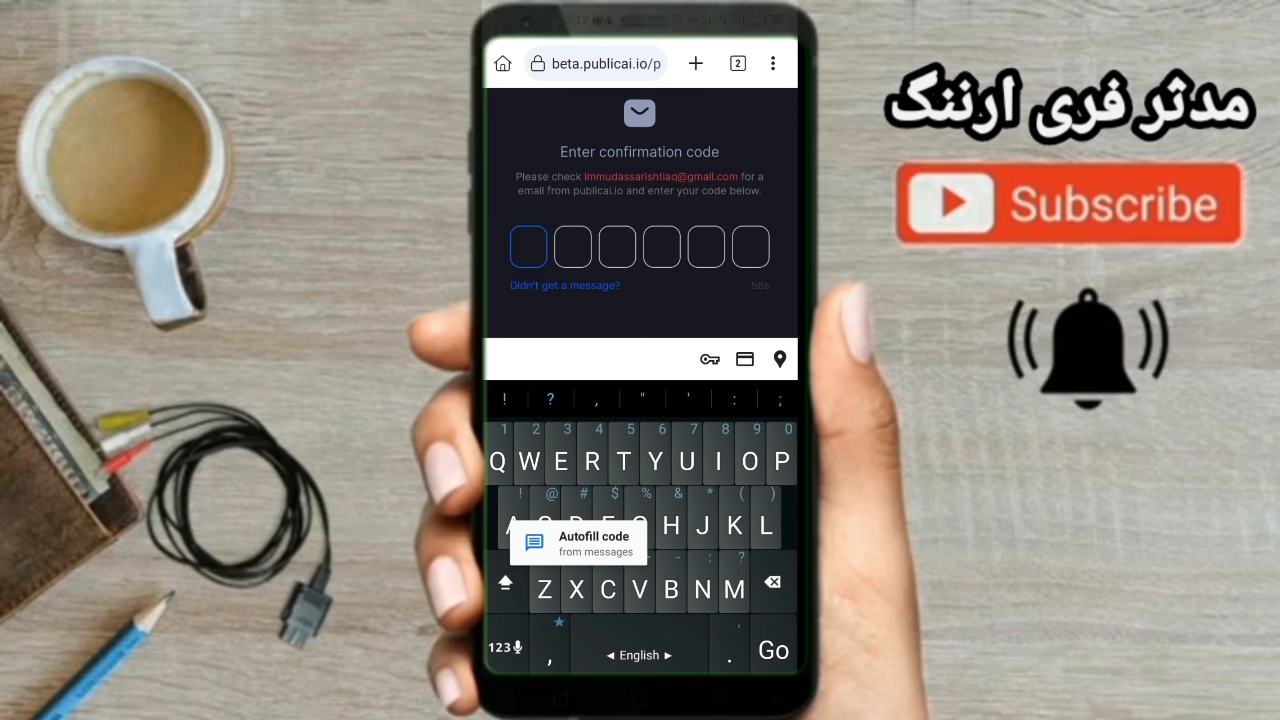 beta.publicai.io/p
2
Enter confirmation code
Please check immudassarishtiaq@gmail.com for a
email from publicai.io and enter your code below.
Didn't get a message?
56s
! ? , " ' : ;
1 2 3 4 5 6 7 8 9 0
Q W E R T Y U I O P
! @ # $ % & * ( )
H J K L
Autofill code
from messages
- : ?
Z X C V B N M
123 , ◄ English ► . Go
مدثر فری ارننگ
Subscribe